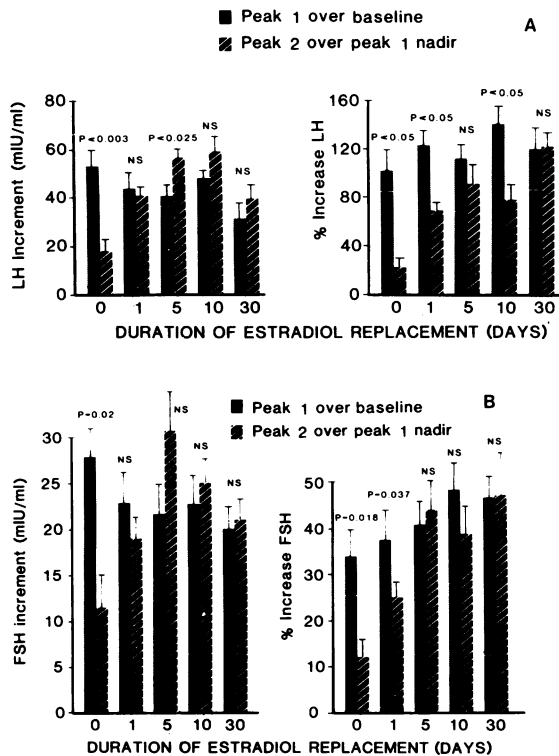 Peak 1 over baseline
Peak 2 over peak 1 nadir
A
LH Increment (mIU/ml)
80
60
40
20
0
P<0.003
NS
P<0.025
NS
NS
0 1 5 10 30
% Increase LH
160
120
80
40
0
P<0.05
P<0.05
NS
P<0.05
NS
0 1 5 10 30
DURATION OF ESTRADIOL REPLACEMENT (DAYS)
B
Peak 1 over baseline
Peak 2 over peak 1 nadir
FSH increment (mIU/ml)
30
25
20
15
10
5
0
P=0.02
NS
NS
NS
NS
0 1 5 10 30
% Increase FSH
50
40
30
20
10
0
P=0.018
P=0.037
NS
NS
NS
0 1 5 10 30
DURATION OF ESTRADIOL REPLACEMENT (DAYS)